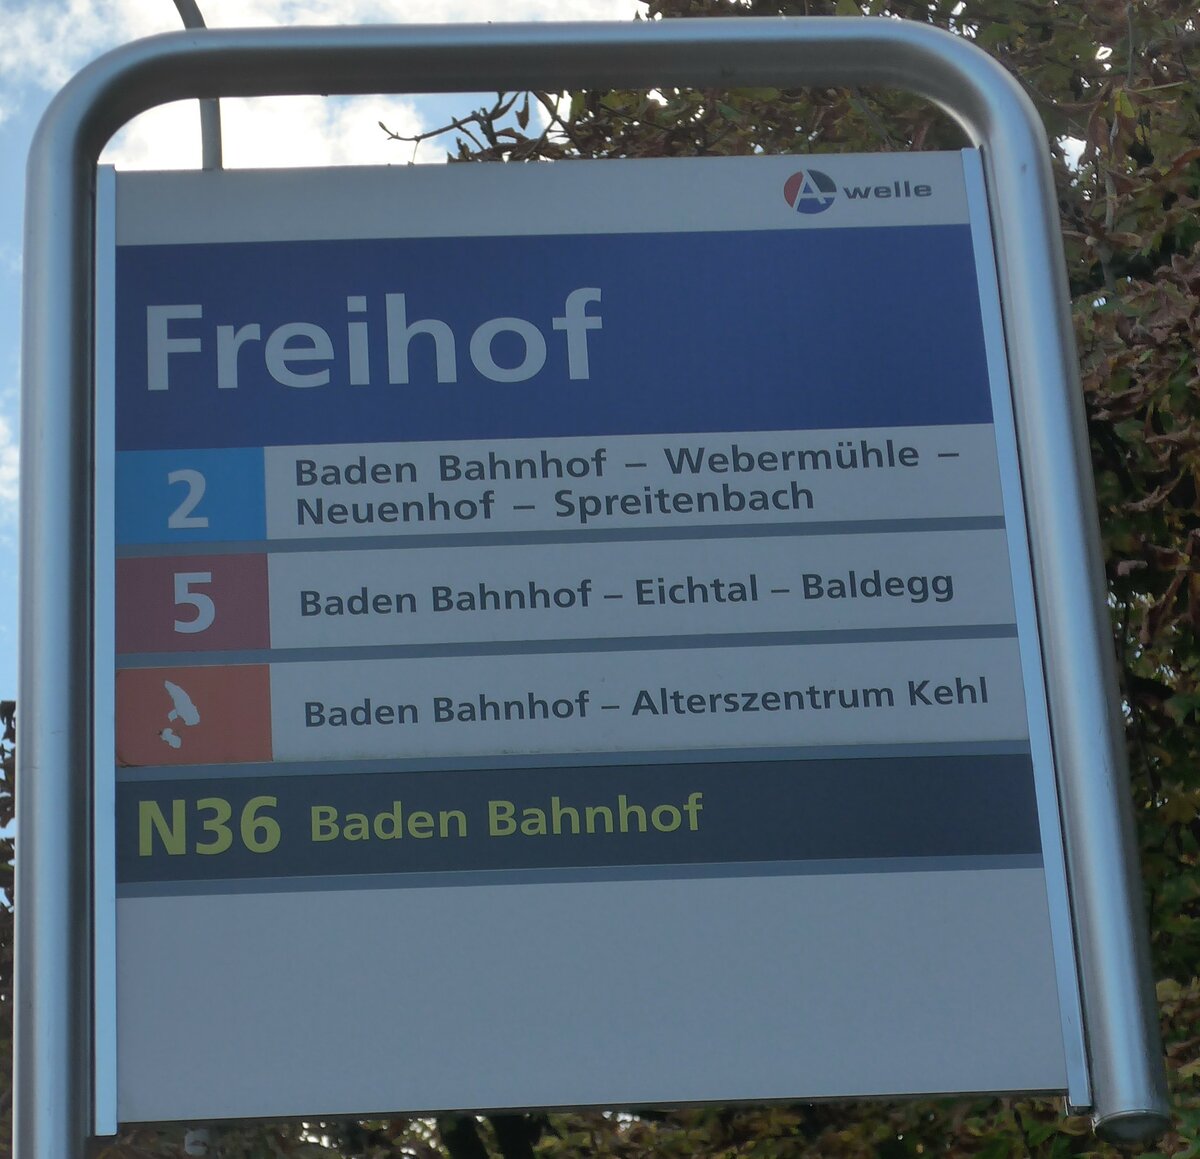 A-welle
Freihof
2 Baden Bahnhof – Webermühle –
Neuenhof – Spreitenbach
5 Baden Bahnhof – Eichtal – Baldegg
Baden Bahnhof – Alterszentrum Kehl
N36 Baden Bahnhof